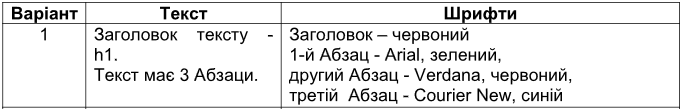 Варіант Текст Шрифти
1 Заголовок тексту - Заголовок – червоний
h1. 1-й Абзац - Arial, зелений,
Текст має 3 Абзаци. другий Абзац - Verdana, червоний,
третій Абзац - Courier New, синій